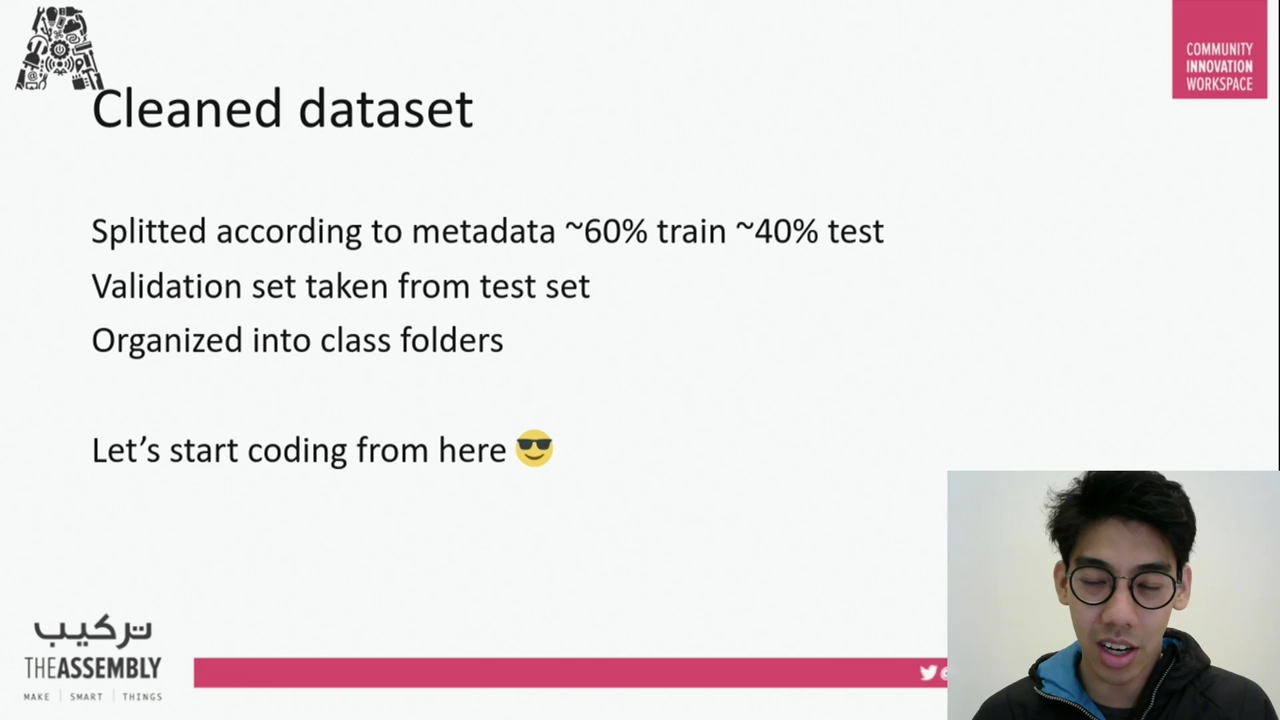 COMMUNITY
INNOVATION
WORKSPACE
Cleaned dataset
Splitted according to metadata ~60% train ~40% test
Validation set taken from test set
Organized into class folders
Let’s start coding from here 😎
تركيب
THEASSEMBLY
MAKE | SMART | THINGS